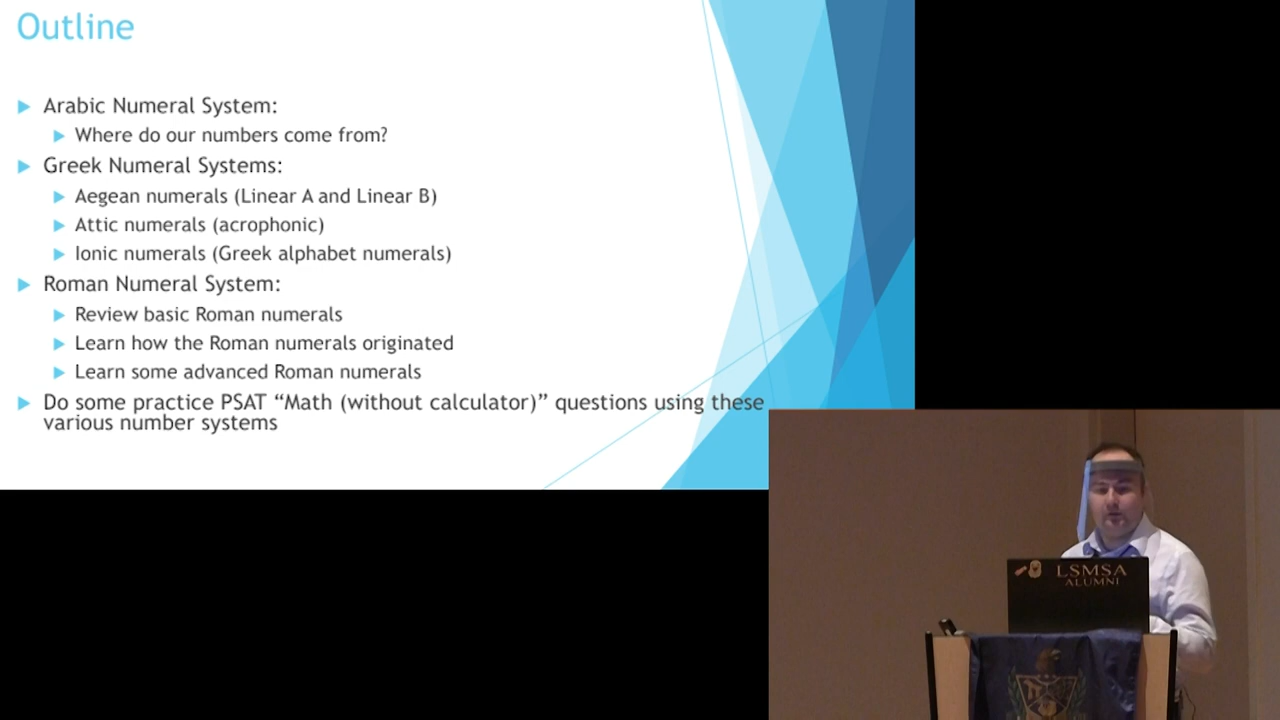 Outline
Arabic Numeral System:
Where do our numbers come from?
Greek Numeral Systems:
Aegean numerals (Linear A and Linear B)
Attic numerals (acrophonic)
Ionic numerals (Greek alphabet numerals)
Roman Numeral System:
Review basic Roman numerals
Learn how the Roman numerals originated
Learn some advanced Roman numerals
Do some practice PSAT “Math (without calculator)” questions using these
various number systems
LSMSA
ALUMNI